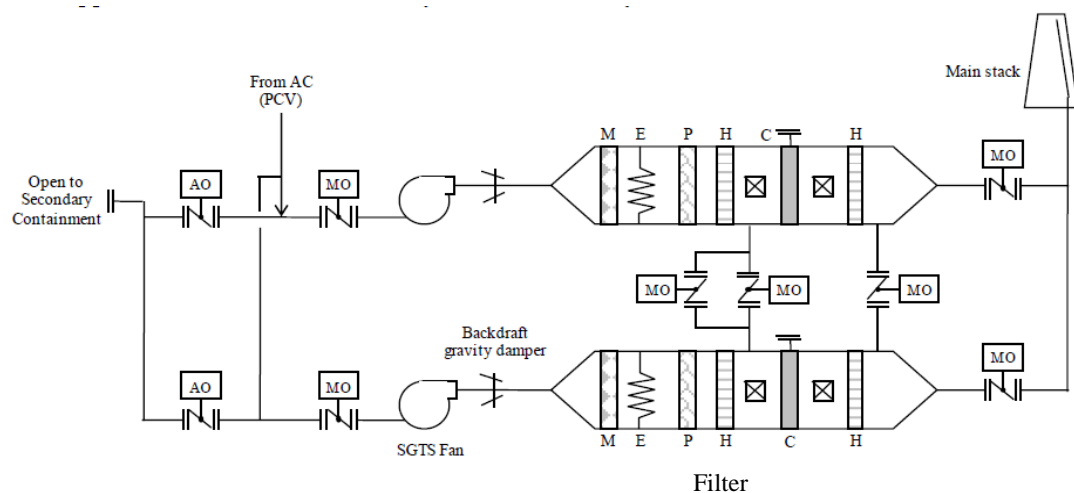 Main stack
From AC
(PCV)
M E P H C H
AO
MO
MO
Open to
Secondary
Containment
MO
MO
MO
Backdraft
gravity damper
AO
MO
MO
SGTS Fan
M E P H C H
Filter